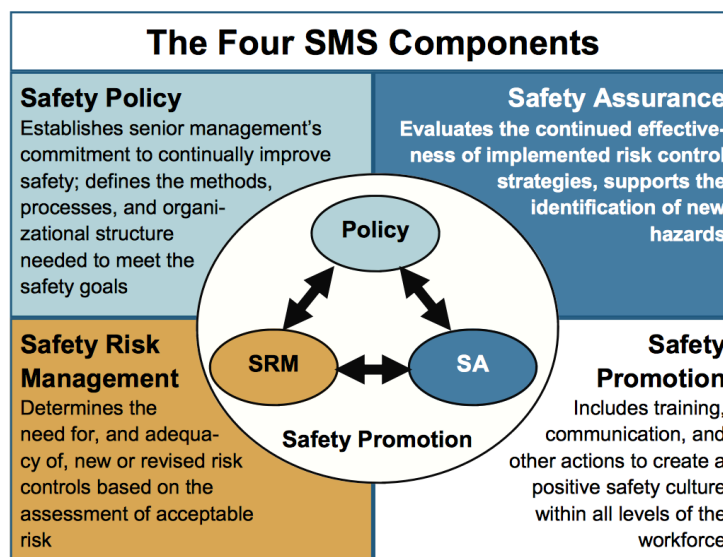 The Four SMS Components
Safety Policy
Establishes senior management's
commitment to continually improve
safety; defines the methods,
processes, and organi-
zational structure
needed to meet the
safety goals
Safety Assurance
Evaluates the continued effective-
ness of implemented risk control
strategies, supports the
identification of new
hazards
Policy
SRM
SA
Safety Promotion
Safety Risk
Management
Determines the
need for, and adequa-
cy of, new or revised risk
controls based on the
assessment of acceptable
risk
Safety
Promotion
Includes training,
communication, and
other actions to create a
positive safety culture
within all levels of the
workforce